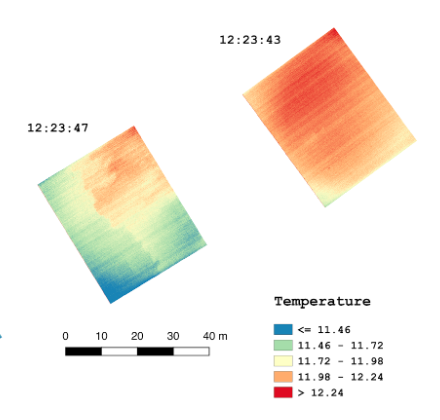 12:23:43
12:23:47
Temperature
0 10 20 30 40 m
<= 11.46
11.46 - 11.72
11.72 - 11.98
11.98 - 12.24
> 12.24